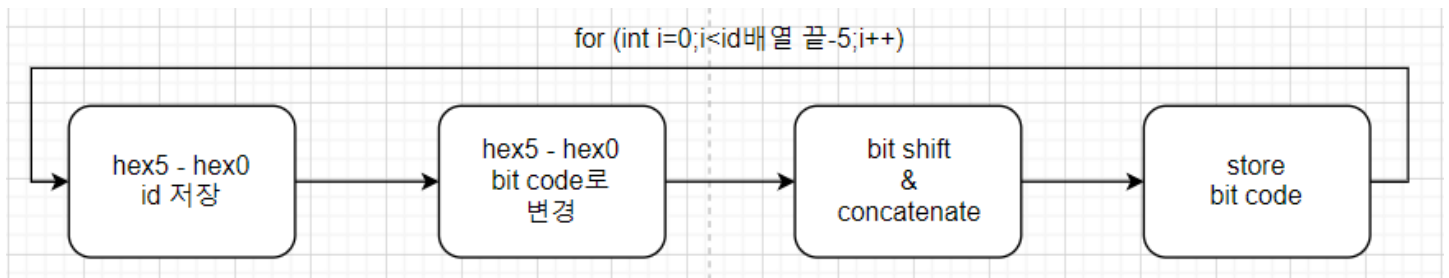 for (int i=0;i<id배열 끝-5;i++)
hex5 - hex0
id 저장
hex5 - hex0
bit code로
변경
bit shift
&
concatenate
store
bit code